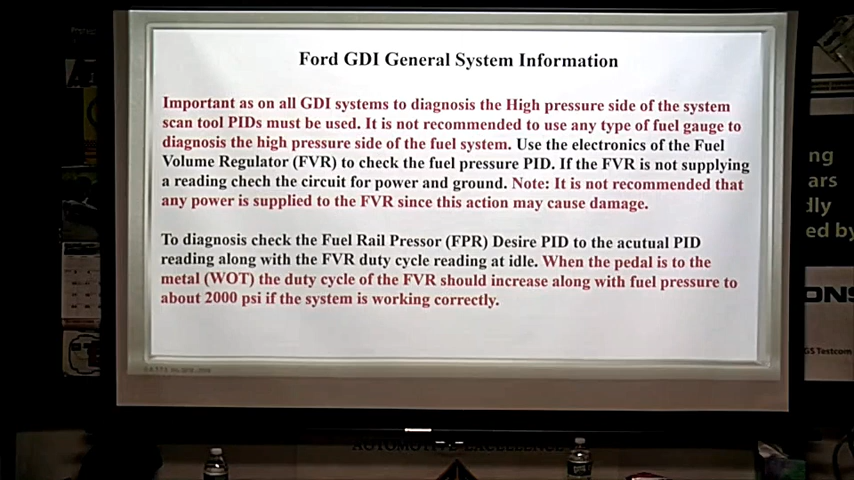 Ford GDI General System Information
Important as on all GDI systems to diagnosis the High pressure side of the system
scan tool PIDs must be used. It is not recommended to use any type of fuel gauge to
diagnosis the high pressure side of the fuel system. Use the electronics of the Fuel
Volume Regulator (FVR) to check the fuel pressure PID. If the FVR is not supplying
a reading chech the circuit for power and ground. Note: It is not recommended that
any power is supplied to the FVR since this action may cause damage.
To diagnosis check the Fuel Rail Pressor (FPR) Desire PID to the acutual PID
reading along with the FVR duty cycle reading at idle. When the pedal is to the
metal (WOT) the duty cycle of the FVR should increase along with fuel pressure to
about 2000 psi if the system is working correctly.
ng
ars
dly
ed by
ONS
GS Testcom
AUTOMOTIVE EXCELLENCE